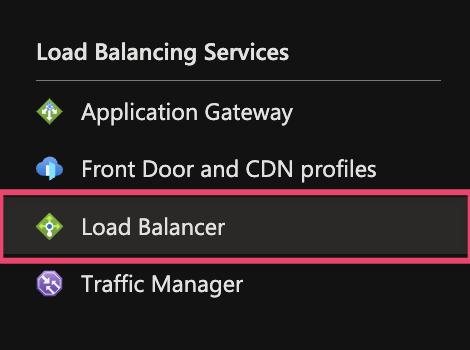 Load Balancing Services
Application Gateway
Front Door and CDN profiles
Load Balancer
Traffic Manager